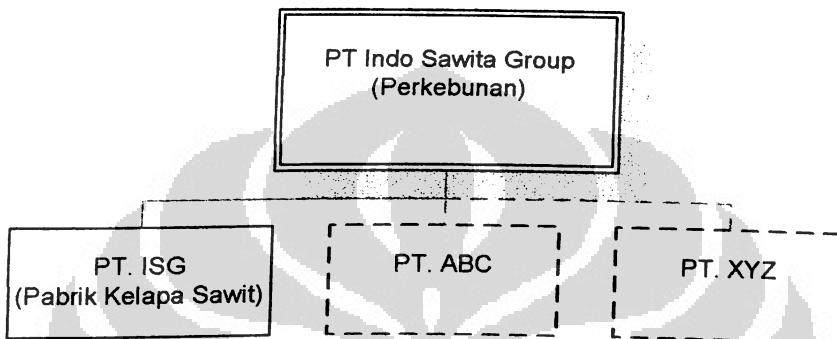 PT Indo Sawita Group
(Perkebunan)
PT. ISG
(Pabrik Kelapa Sawit)
PT. ABC
PT. XYZ